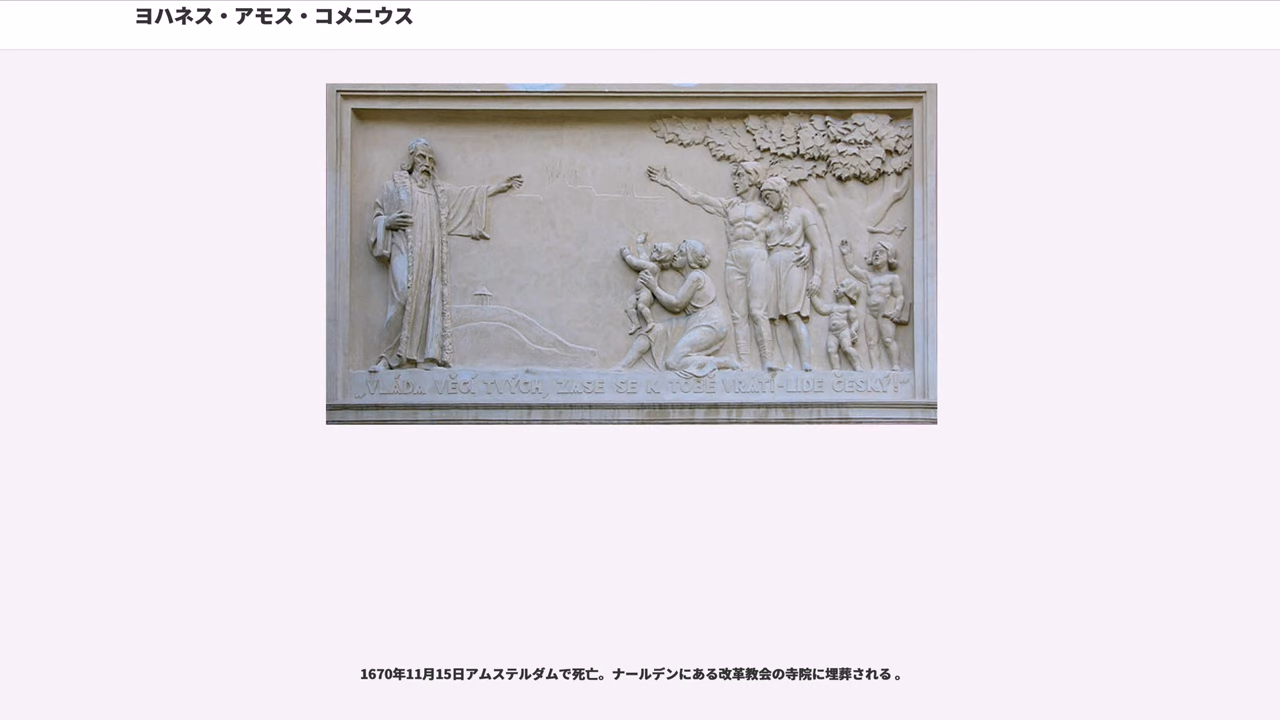 ヨハネス・アモス・コメニウス
„VLÁDA VĚCÍ TVÝCH, ZASE SE K TOBĚ VRÁTÍ-LIDE ČESKÝ!“
1670年11月15日アムステルダムで死亡。ナールデンにある改革教会の寺院に埋葬される 。